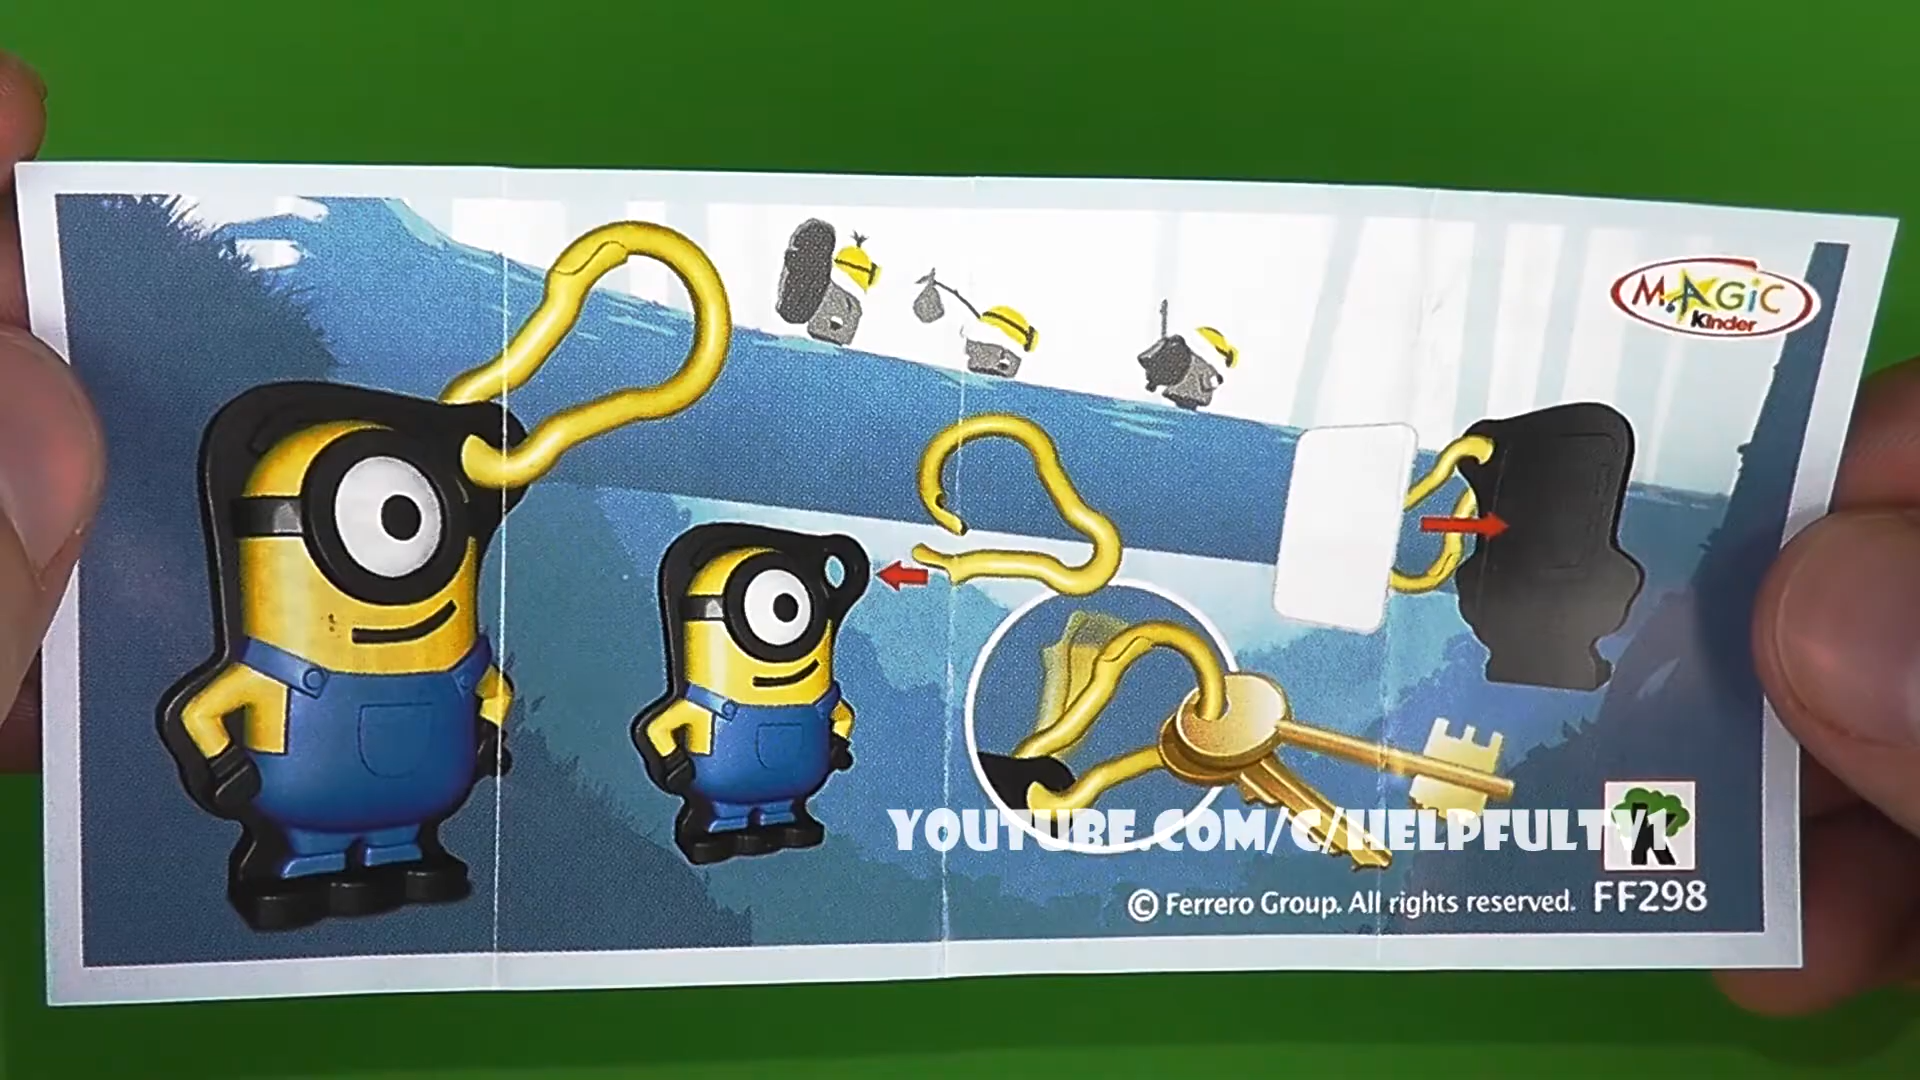 MAGiC
Kinder
YOUTUBE.COM/C/HELPFULTV1
K
© Ferrero Group. All rights reserved. FF298